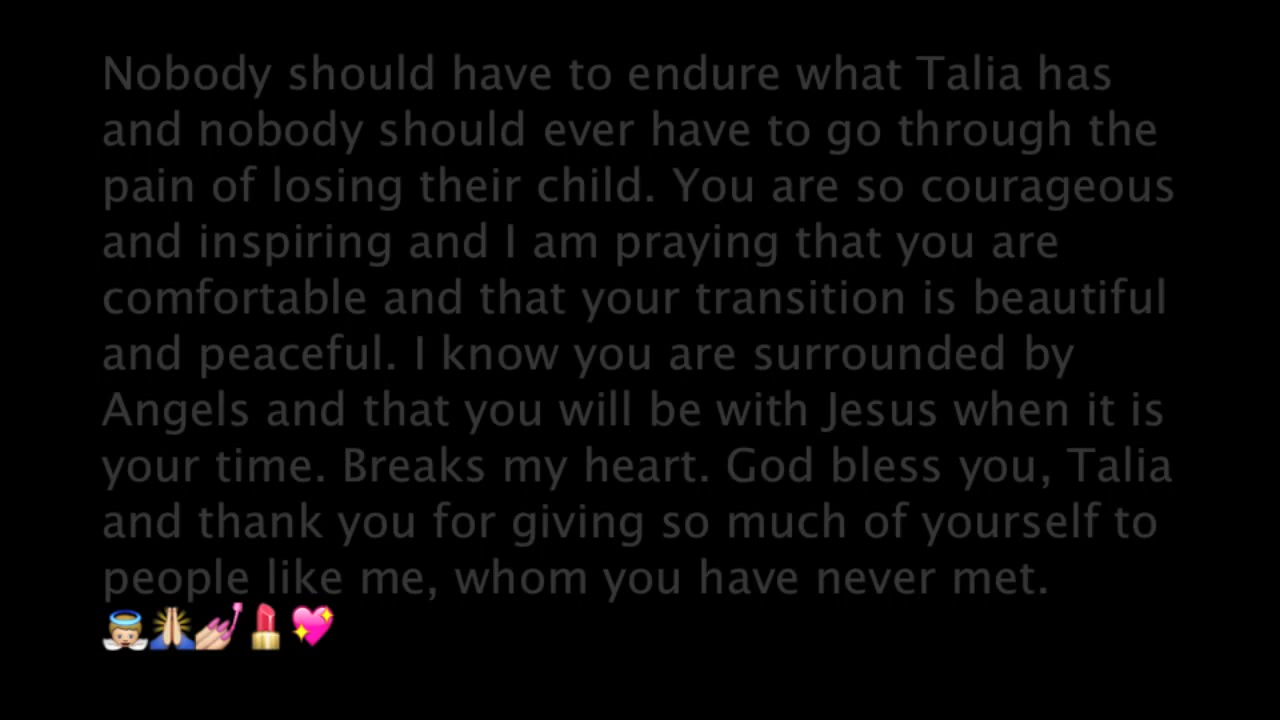 Nobody should have to endure what Talia has
and nobody should ever have to go through the
pain of losing their child. You are so courageous
and inspiring and I am praying that you are
comfortable and that your transition is beautiful
and peaceful. I know you are surrounded by
Angels and that you will be with Jesus when it is
your time. Breaks my heart. God bless you, Talia
and thank you for giving so much of yourself to
people like me, whom you have never met.
👼🙏💅💄💖